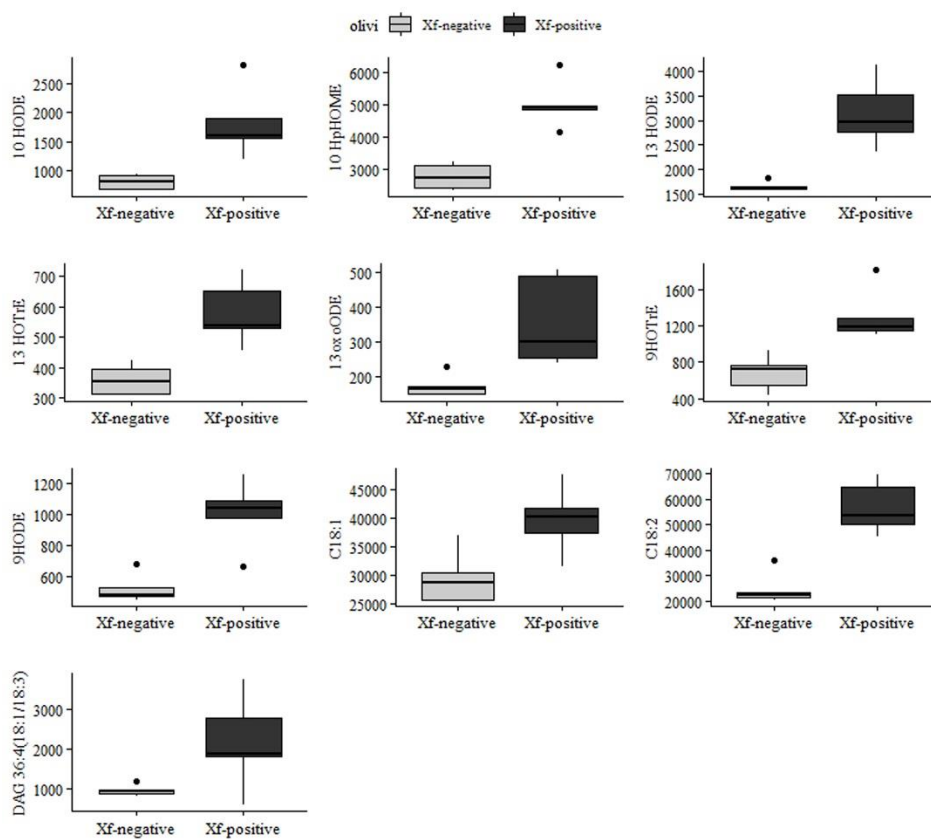 olivi Xf-negative Xf-positive
10 HODE
2500
2000
1500
1000
Xf-negative Xf-positive
10 HpHOME
6000
5000
4000
3000
Xf-negative Xf-positive
13 HODE
4000
3500
3000
2500
2000
1500
Xf-negative Xf-positive
13 HOTrE
700
600
500
400
300
Xf-negative Xf-positive
13 oxoODE
500
400
300
200
Xf-negative Xf-positive
9HOTrE
1600
1200
800
400
Xf-negative Xf-positive
9HODE
1200
1000
800
600
Xf-negative Xf-positive
C18:1
45000
40000
35000
30000
25000
Xf-negative Xf-positive
C18:2
70000
60000
50000
40000
30000
20000
Xf-negative Xf-positive
DAG 36:4(18:1/18:3)
3000
2000
1000
Xf-negative Xf-positive